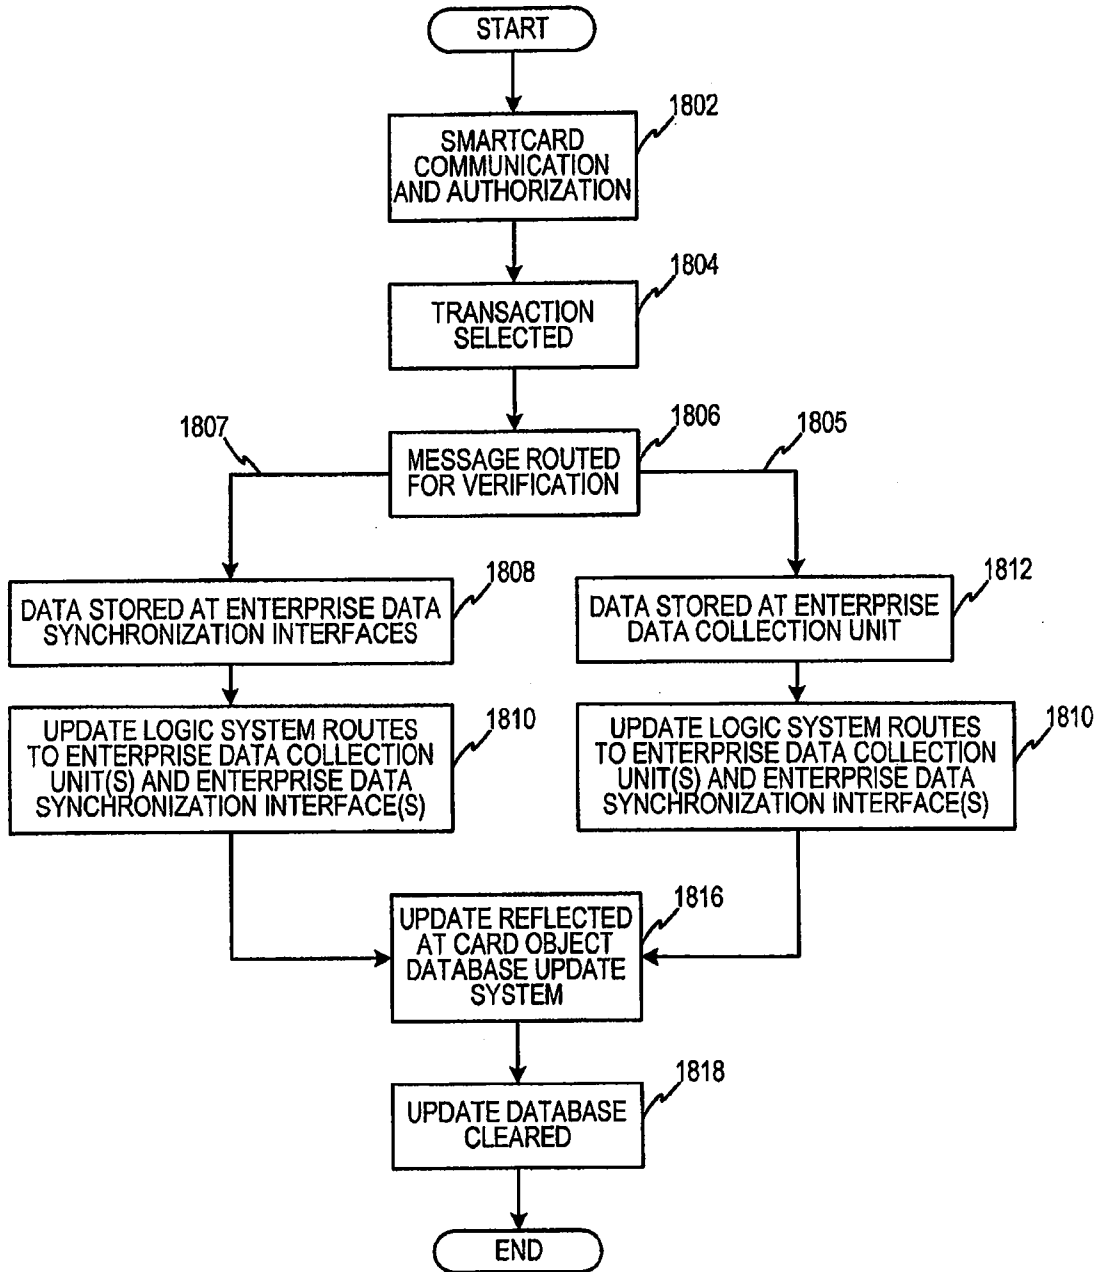 START
1802
SMARTCARD
COMMUNICATION
AND AUTHORIZATION
1804
TRANSACTION
SELECTED
1807
1806
1805
MESSAGE ROUTED
FOR VERIFICATION
1808
DATA STORED AT ENTERPRISE DATA
SYNCHRONIZATION INTERFACES
1812
DATA STORED AT ENTERPRISE
DATA COLLECTION UNIT
1810
UPDATE LOGIC SYSTEM ROUTES
TO ENTERPRISE DATA COLLECTION
UNIT(S) AND ENTERPRISE DATA
SYNCHRONIZATION INTERFACE(S)
1810
UPDATE LOGIC SYSTEM ROUTES
TO ENTERPRISE DATA COLLECTION
UNIT(S) AND ENTERPRISE DATA
SYNCHRONIZATION INTERFACE(S)
1816
UPDATE REFLECTED
AT CARD OBJECT
DATABASE UPDATE
SYSTEM
1818
UPDATE DATABASE
CLEARED
END